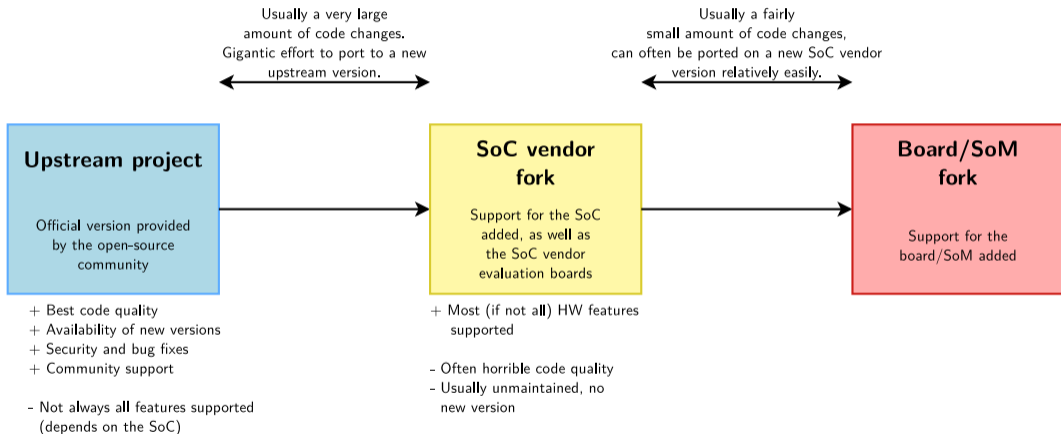 Usually a very large
amount of code changes.
Gigantic effort to port to a new
upstream version.
Usually a fairly
small amount of code changes,
can often be ported on a new SoC vendor
version relatively easily.
Upstream project
Official version provided
by the open-source
community
SoC vendor
fork
Support for the SoC
added, as well as
the SoC vendor
evaluation boards
Board/SoM
fork
Support for the
board/SoM added
+ Best code quality
+ Availability of new versions
+ Security and bug fixes
+ Community support
- Not always all features supported
(depends on the SoC)
+ Most (if not all) HW features
supported
- Often horrible code quality
- Usually unmaintained, no
new version